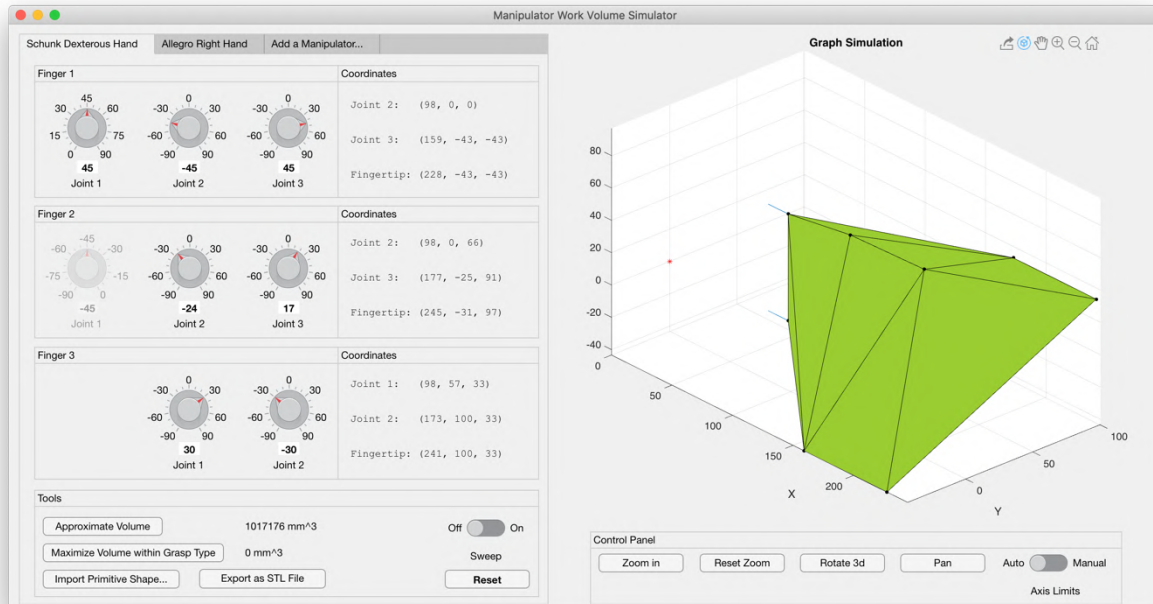 Manipulator Work Volume Simulator
Schunk Dexterous Hand
Allegro Right Hand
Add a Manipulator...
Finger 1
Coordinates
45
30 60
15 75
0 90
45
Joint 1
0
-30 30
-60 60
-90 90
-45
Joint 2
0
-30 30
-60 60
-90 90
45
Joint 3
Joint 2: (98, 0, 0)
Joint 3: (159, -43, -43)
Fingertip: (228, -43, -43)
Finger 2
Coordinates
-45
-60 -30
-75 -15
-90 0
-45
Joint 1
0
-30 30
-60 60
-90 90
-24
Joint 2
0
-30 30
-60 60
-90 90
17
Joint 3
Joint 2: (98, 0, 66)
Joint 3: (177, -25, 91)
Fingertip: (245, -31, 97)
Finger 3
Coordinates
0
-30 30
-60 60
-90 90
30
Joint 1
0
-30 30
-60 60
-90 90
-30
Joint 2
Joint 1: (98, 57, 33)
Joint 2: (173, 100, 33)
Fingertip: (241, 100, 33)
Tools
Approximate Volume 1017176 mm^3
Maximize Volume within Grasp Type 0 mm^3
Import Primitive Shape... Export as STL File
Off On
Sweep
Reset
Graph Simulation
80
60
40
20
0
-20
-40
0
50
100
150
200
X
0
50
100
Y
Control Panel
Zoom in Reset Zoom Rotate 3d Pan Auto Manual
Axis Limits